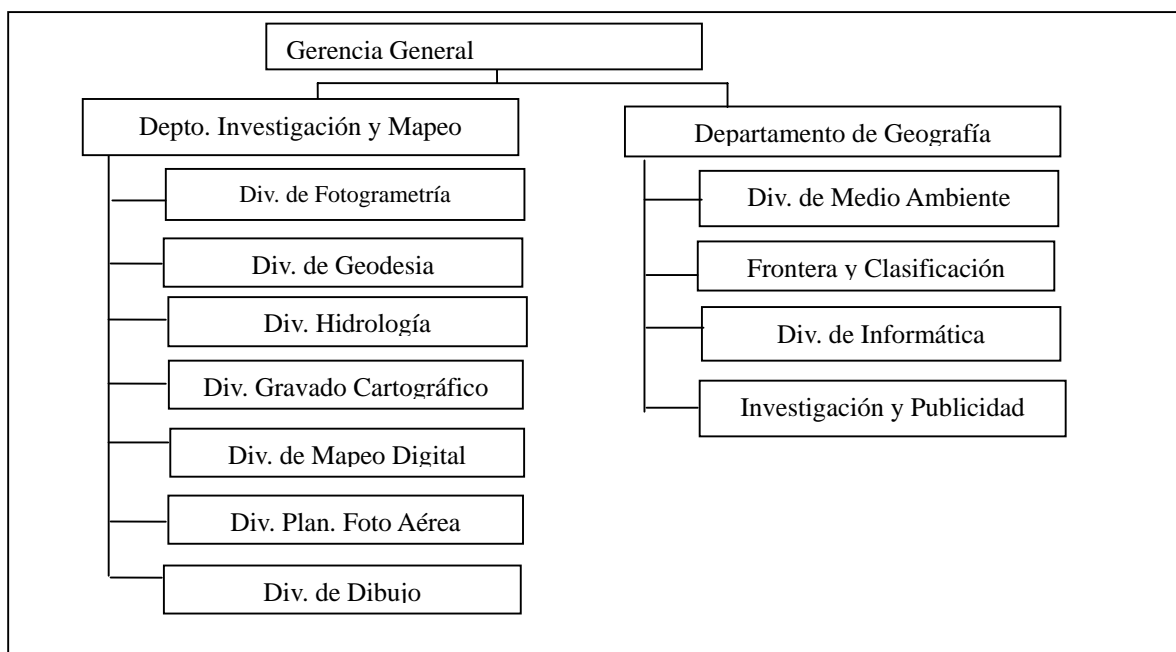 Gerencia General
Depto. Investigación y Mapeo
Div. de Fotogrametría
Div. de Geodesia
Div. Hidrología
Div. Gravado Cartográfico
Div. de Mapeo Digital
Div. Plan. Foto Aérea
Div. de Dibujo
Departamento de Geografía
Div. de Medio Ambiente
Frontera y Clasificación
Div. de Informática
Investigación y Publicidad